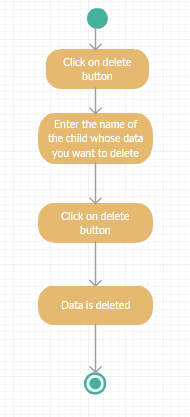 Click on delete
button
Enter the name of
the child whose data
you want to delete
Click on delete
button
Data is deleted